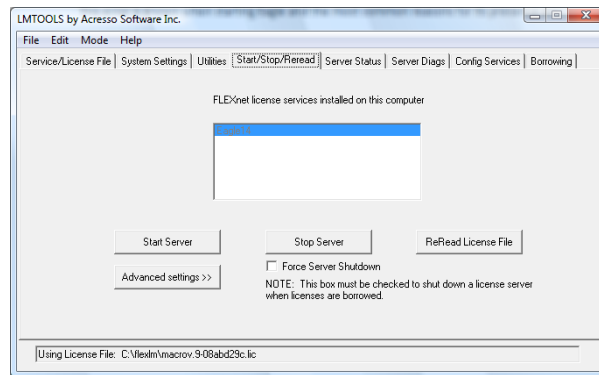 LMTOOLS by Acresso Software Inc.
File Edit Mode Help
Service/License File System Settings Utilities Start/Stop/Reread Server Status Server Diags Config Services Borrowing
FLEXnet license services installed on this computer
Start Server Stop Server ReRead License File
Advanced settings >> Force Server Shutdown
NOTE: This box must be checked to shut down a license server
when licenses are borrowed.
Using License File: C:\flexlm\macrov.9-08abd29c.lic